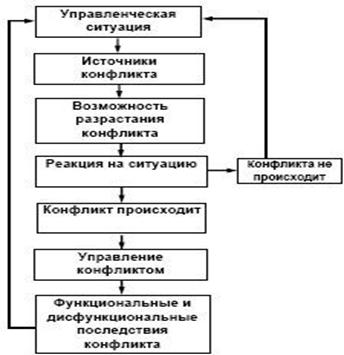 Управленческая
ситуация
Источники
конфликта
Возможность
разрастания
конфликта
Реакция на ситуацию
Конфликта не
происходит
Конфликт происходит
Управление
конфликтом
Функциональные и
дисфункциональные
последствия
конфликта